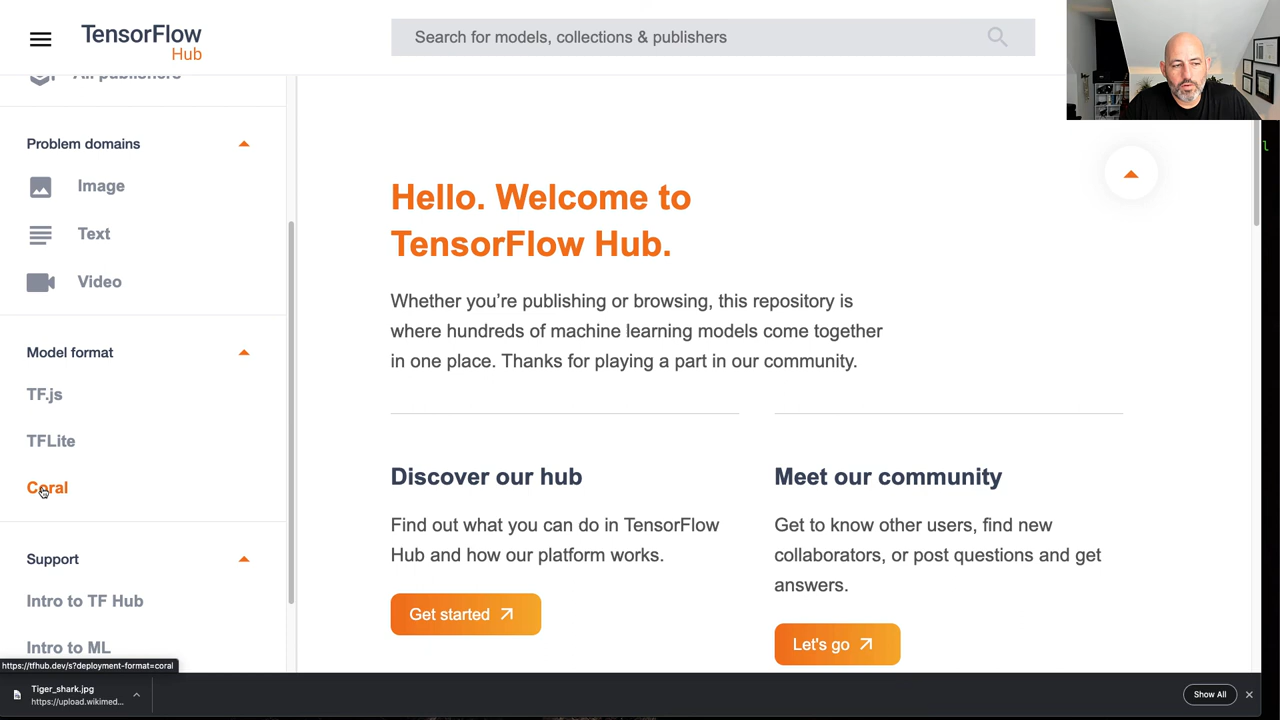 TensorFlow
Hub
Search for models, collections & publishers
All publishers
Problem domains
Image
Text
Video
Model format
TF.js
TFLite
Coral
Support
Intro to TF Hub
Intro to ML
Hello. Welcome to
TensorFlow Hub.
Whether you’re publishing or browsing, this repository is
where hundreds of machine learning models come together
in one place. Thanks for playing a part in our community.
Discover our hub
Find out what you can do in TensorFlow
Hub and how our platform works.
Get started
Meet our community
Get to know other users, find new
collaborators, or post questions and get
answers.
Let's go
l
https://tfhub.dev/s?deployment-format=coral
Tiger_shark.jpg
https://upload.wikimed...
Show All